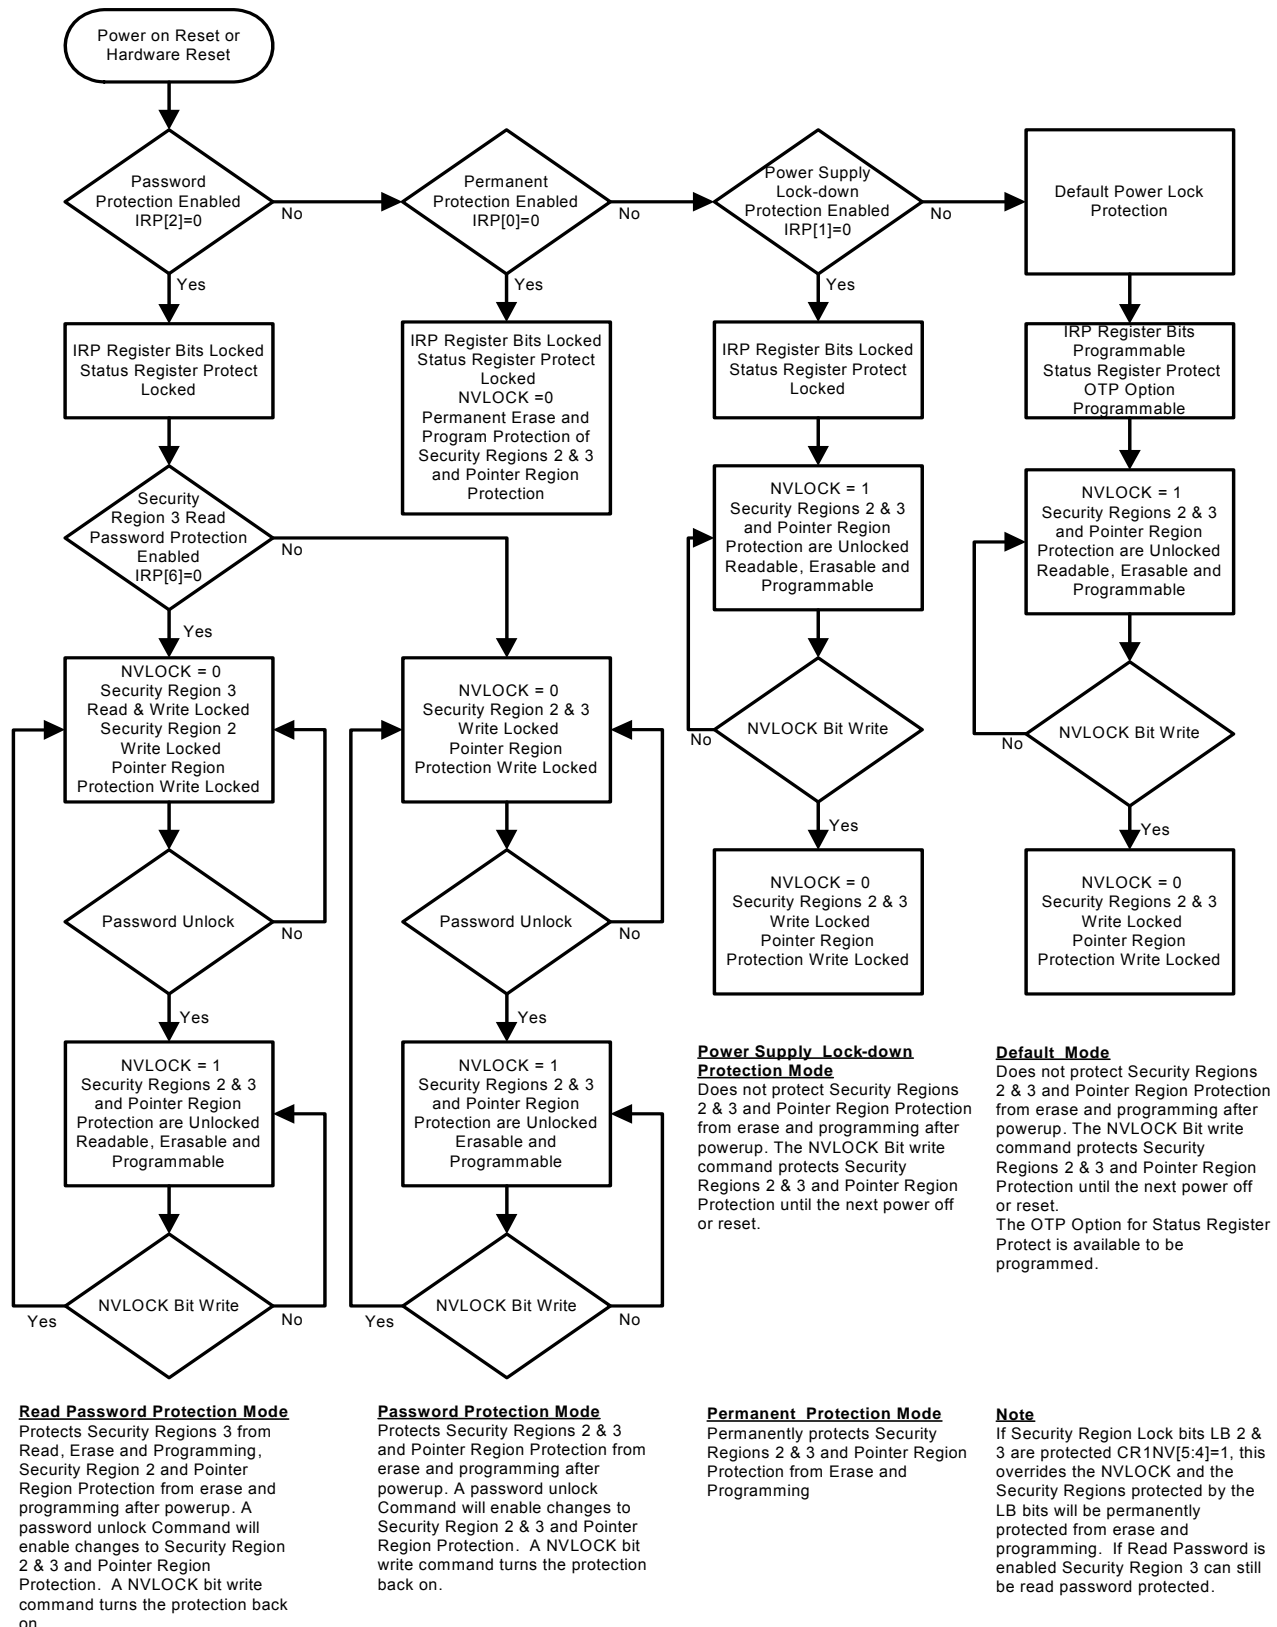 Power on Reset or
Hardware Reset
Password
Protection Enabled
IRP[2]=0
No
Yes
Permanent
Protection Enabled
IRP[0]=0
No
Yes
Power Supply
Lock-down
Protection Enabled
IRP[1]=0
No
Yes
Default Power Lock
Protection
IRP Register Bits Locked
Status Register Protect
Locked
IRP Register Bits Locked
Status Register Protect
Locked
NVLOCK =0
Permanent Erase and
Program Protection of
Security Regions 2 & 3
and Pointer Region
Protection
IRP Register Bits Locked
Status Register Protect
Locked
IRP Register Bits
Programmable
Status Register Protect
OTP Option
Programmable
Security
Region 3 Read
Password Protection
Enabled
IRP[6]=0
No
Yes
NVLOCK = 1
Security Regions 2 & 3
and Pointer Region
Protection are Unlocked
Readable, Erasable and
Programmable
NVLOCK = 1
Security Regions 2 & 3
and Pointer Region
Protection are Unlocked
Readable, Erasable and
Programmable
NVLOCK = 0
Security Region 3
Read & Write Locked
Security Region 2
Write Locked
Pointer Region
Protection Write Locked
NVLOCK = 0
Security Region 2 & 3
Write Locked
Pointer Region
Protection Write Locked
NVLOCK Bit Write
No
Yes
NVLOCK Bit Write
No
Yes
Password Unlock
No
Yes
Password Unlock
No
Yes
NVLOCK = 0
Security Regions 2 & 3
Write Locked
Pointer Region
Protection Write Locked
NVLOCK = 0
Security Regions 2 & 3
Write Locked
Pointer Region
Protection Write Locked
NVLOCK = 1
Security Regions 2 & 3
and Pointer Region
Protection are Unlocked
Readable, Erasable and
Programmable
NVLOCK = 1
Security Regions 2 & 3
and Pointer Region
Protection are Unlocked
Erasable and
Programmable
NVLOCK Bit Write
Yes
No
NVLOCK Bit Write
Yes
No
Power Supply Lock-down
Protection Mode
Does not protect Security Regions
2 & 3 and Pointer Region Protection
from erase and programming after
powerup. The NVLOCK Bit write
command protects Security
Regions 2 & 3 and Pointer Region
Protection until the next power off
or reset.
Default Mode
Does not protect Security Regions
2 & 3 and Pointer Region Protection
from erase and programming after
powerup. The NVLOCK Bit write
command protects Security
Regions 2 & 3 and Pointer Region
Protection until the next power off
or reset.
The OTP Option for Status Register
Protect is available to be
programmed.
Read Password Protection Mode
Protects Security Regions 3 from
Read, Erase and Programming,
Security Region 2 and Pointer
Region Protection from erase and
programming after powerup. A
password unlock Command will
enable changes to Security Region
2 & 3 and Pointer Region
Protection. A NVLOCK bit write
command turns the protection back
on.
Password Protection Mode
Protects Security Regions 2 & 3
and Pointer Region Protection from
erase and programming after
powerup. A password unlock
Command will enable changes to
Security Region 2 & 3 and Pointer
Region Protection. A NVLOCK bit
write command turns the protection
back on.
Permanent Protection Mode
Permanently protects Security
Regions 2 & 3 and Pointer Region
Protection from Erase and
Programming
Note
If Security Region Lock bits LB 2 &
3 are protected CR1NV[5:4]=1, this
overrides the NVLOCK and the
Security Regions protected by the
LB bits will be permanently
protected from erase and
programming. If Read Password is
enabled Security Region 3 can still
be read password protected.